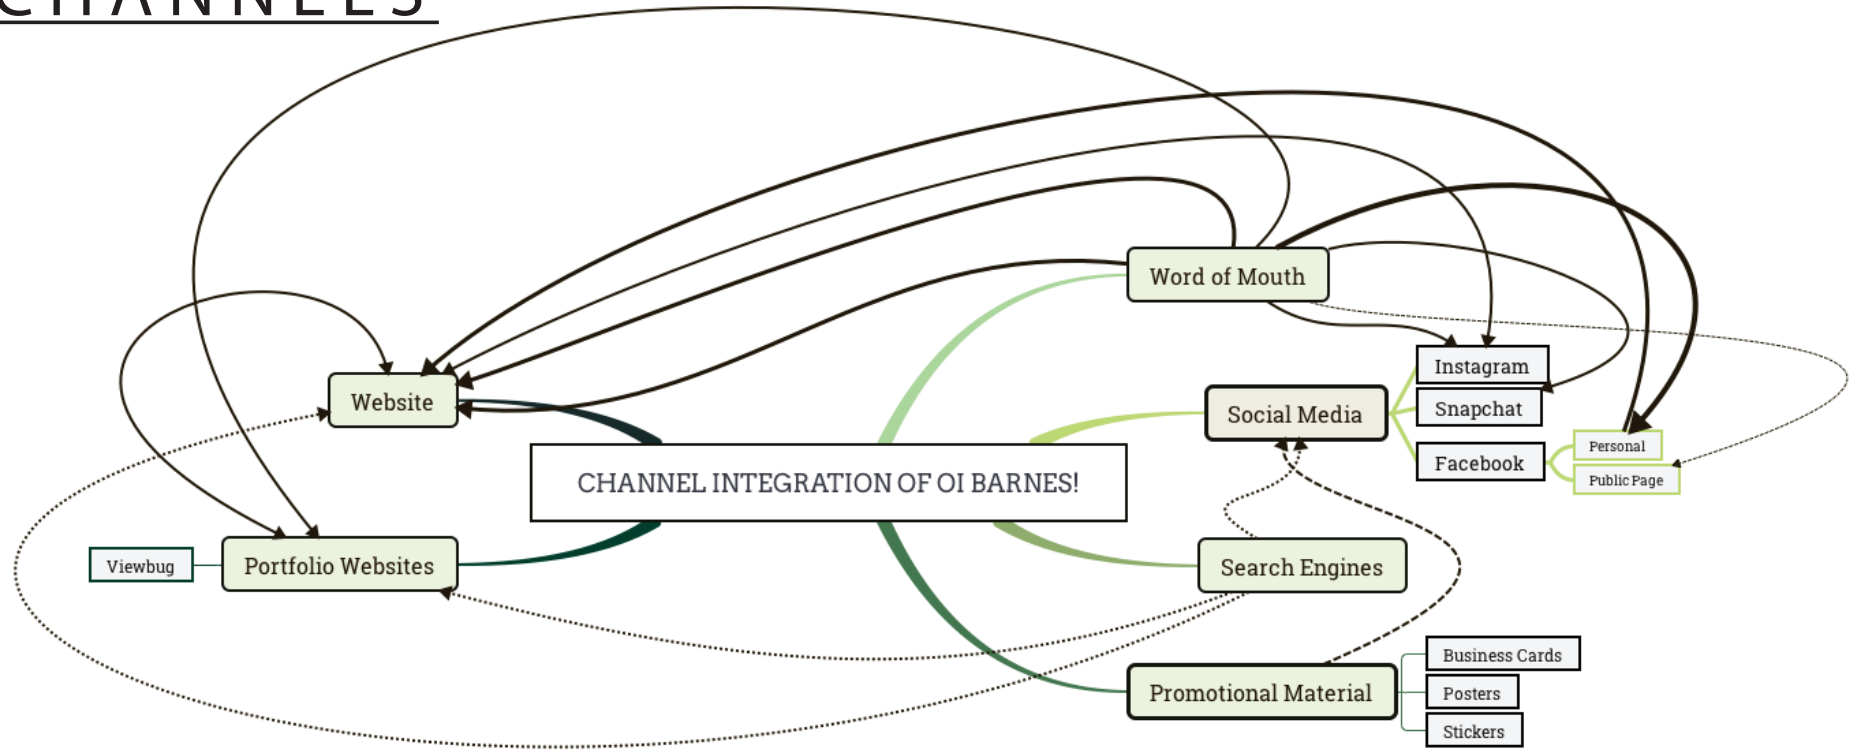 CHANNELS
Word of Mouth
Instagram
Website
Social Media
Snapchat
Facebook
Personal
Public Page
CHANNEL INTEGRATION OF OI BARNES!
Viewbug
Portfolio Websites
Search Engines
Business Cards
Promotional Material
Posters
Stickers